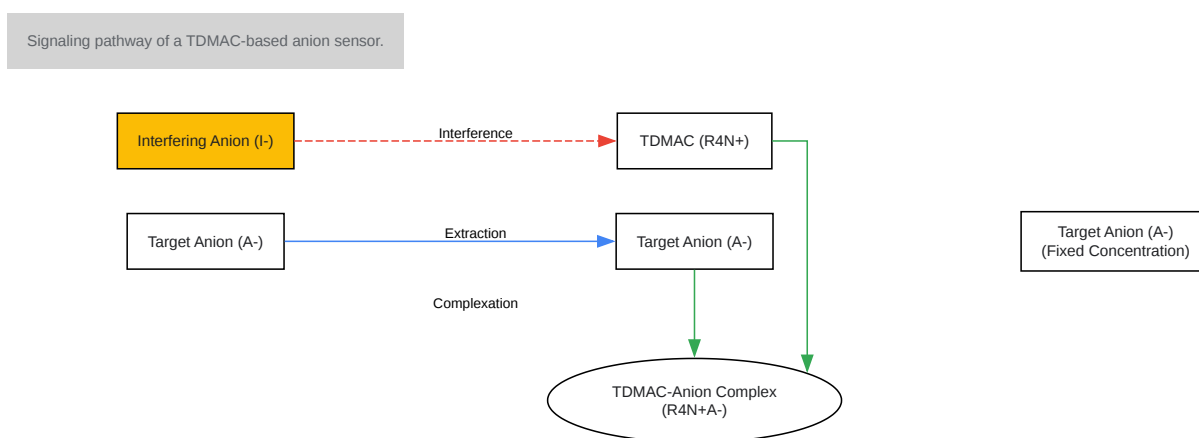 Signaling pathway of a TDMAC-based anion sensor.
Interfering Anion (I-)
Interference
TDMAC (R4N+)
Target Anion (A-)
Extraction
Target Anion (A-)
Target Anion (A-)
(Fixed Concentration)
Complexation
TDMAC-Anion Complex
(R4N+A-)